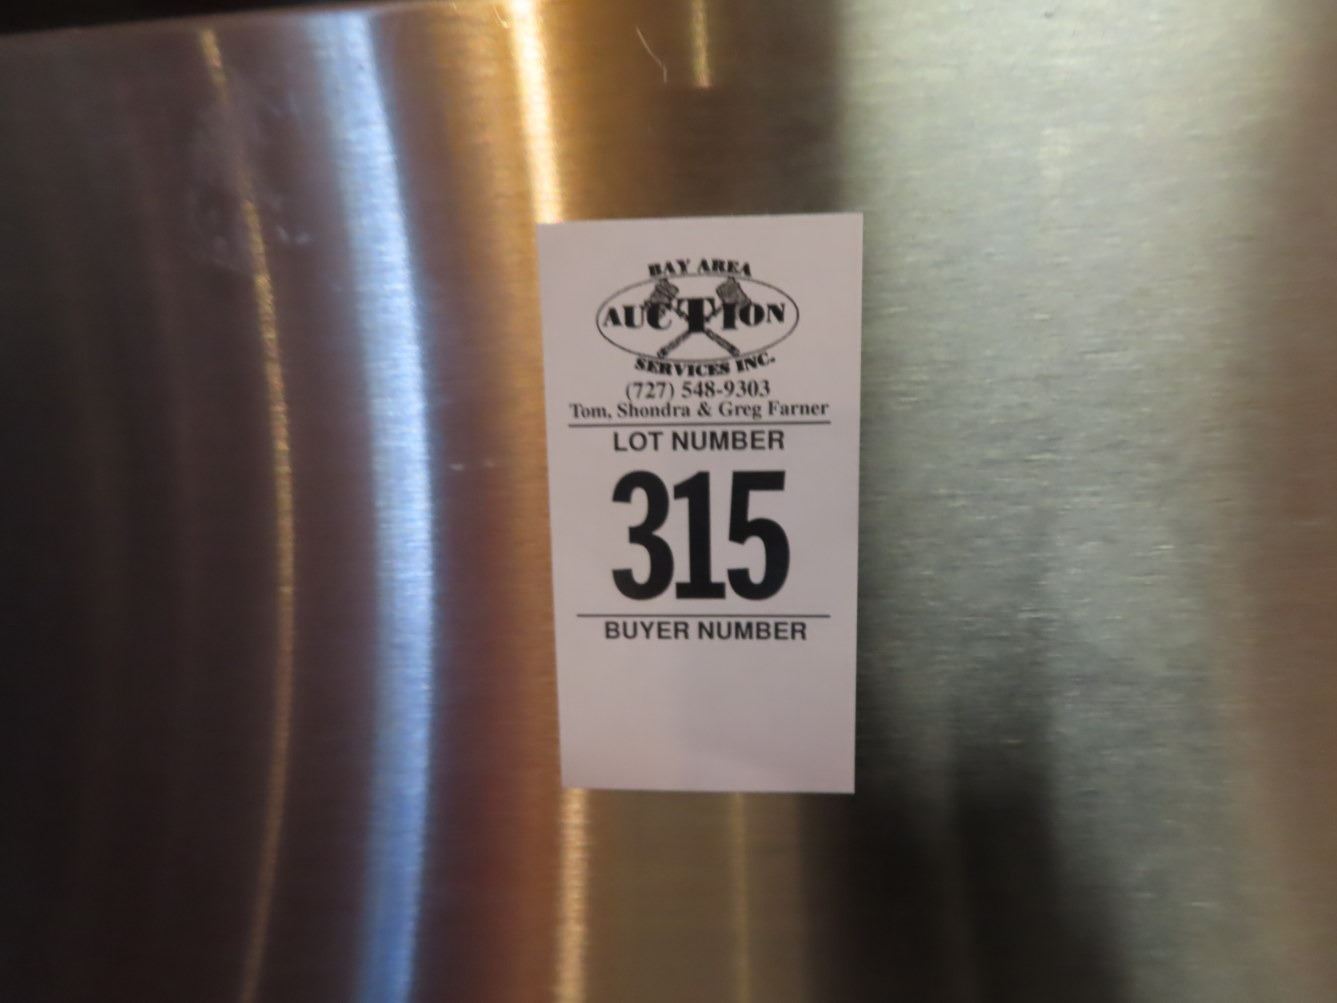 BAY AREA
AUCTION
SERVICES INC.
(727) 548-9303
Tom, Shondra & Greg Farner
LOT NUMBER
315
BUYER NUMBER